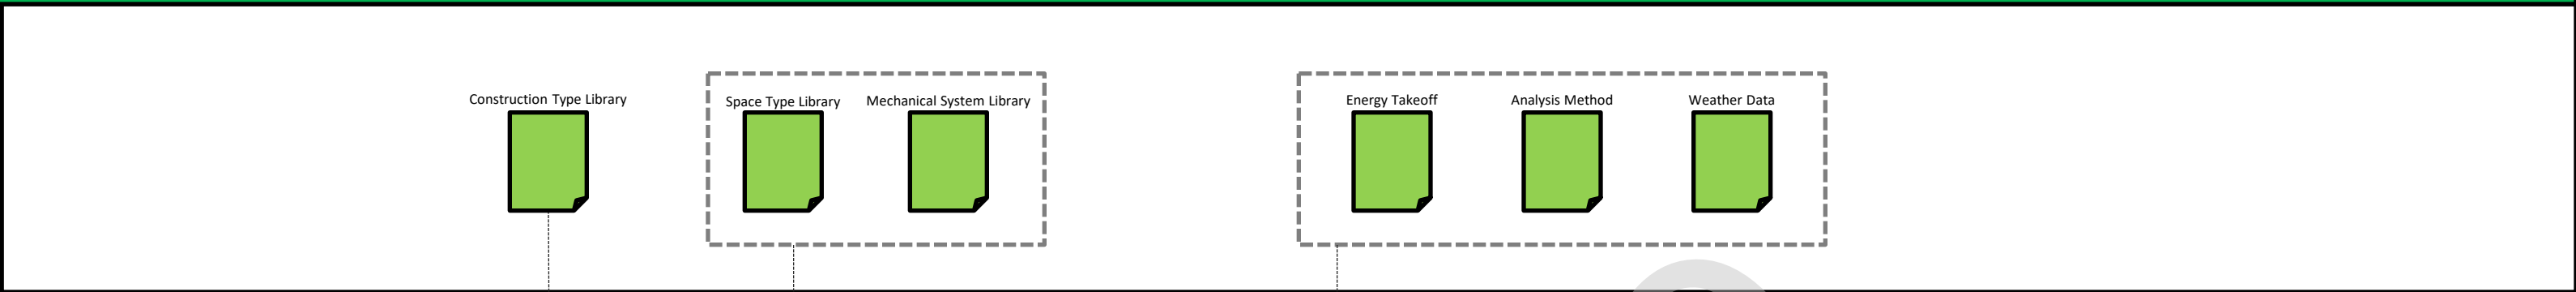 Construction Type Library
Space Type Library
Mechanical System Library
Energy Takeoff
Analysis Method
Weather Data